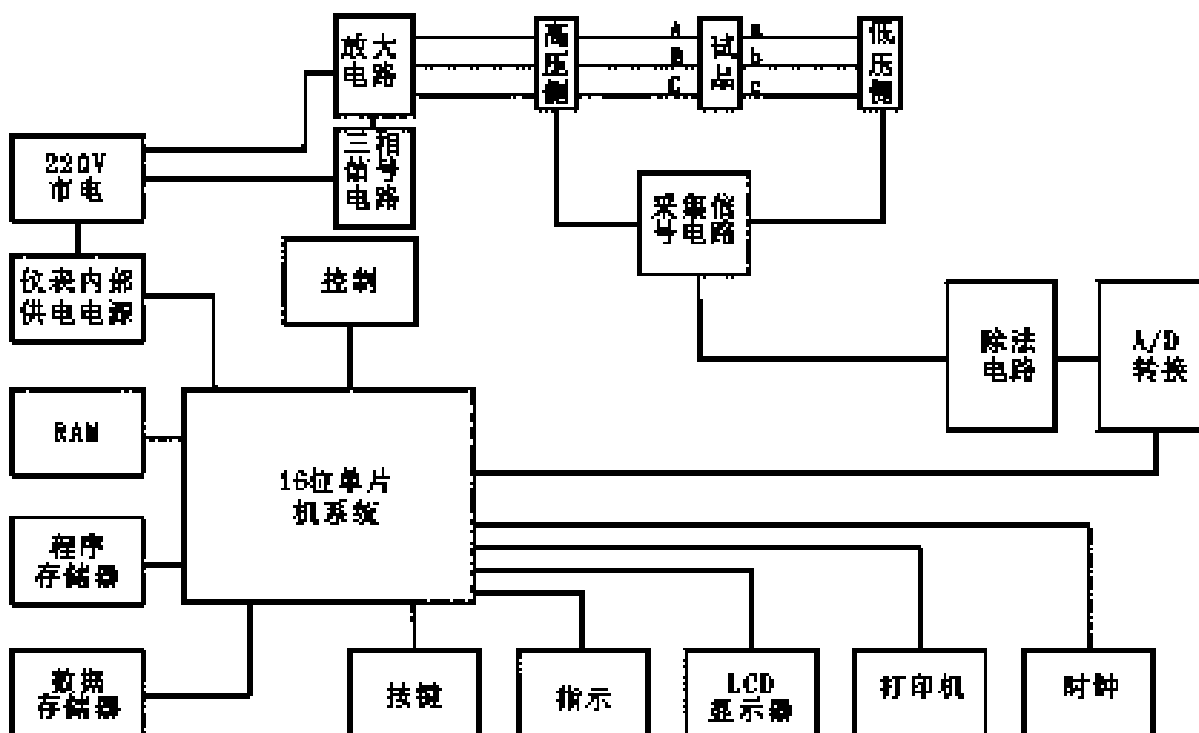 放大
电路
高
压
侧
A
B
C
试
品
a
b
c
低
压
侧
220V
市电
三相
信号
电路
采集信
号电路
仪表内部
供电电源
控制
除法
电路
A/D
转换
RAM
16位单片
机系统
程序
存储器
数据
存储器
按键
指示
LCD
显示器
打印机
时钟